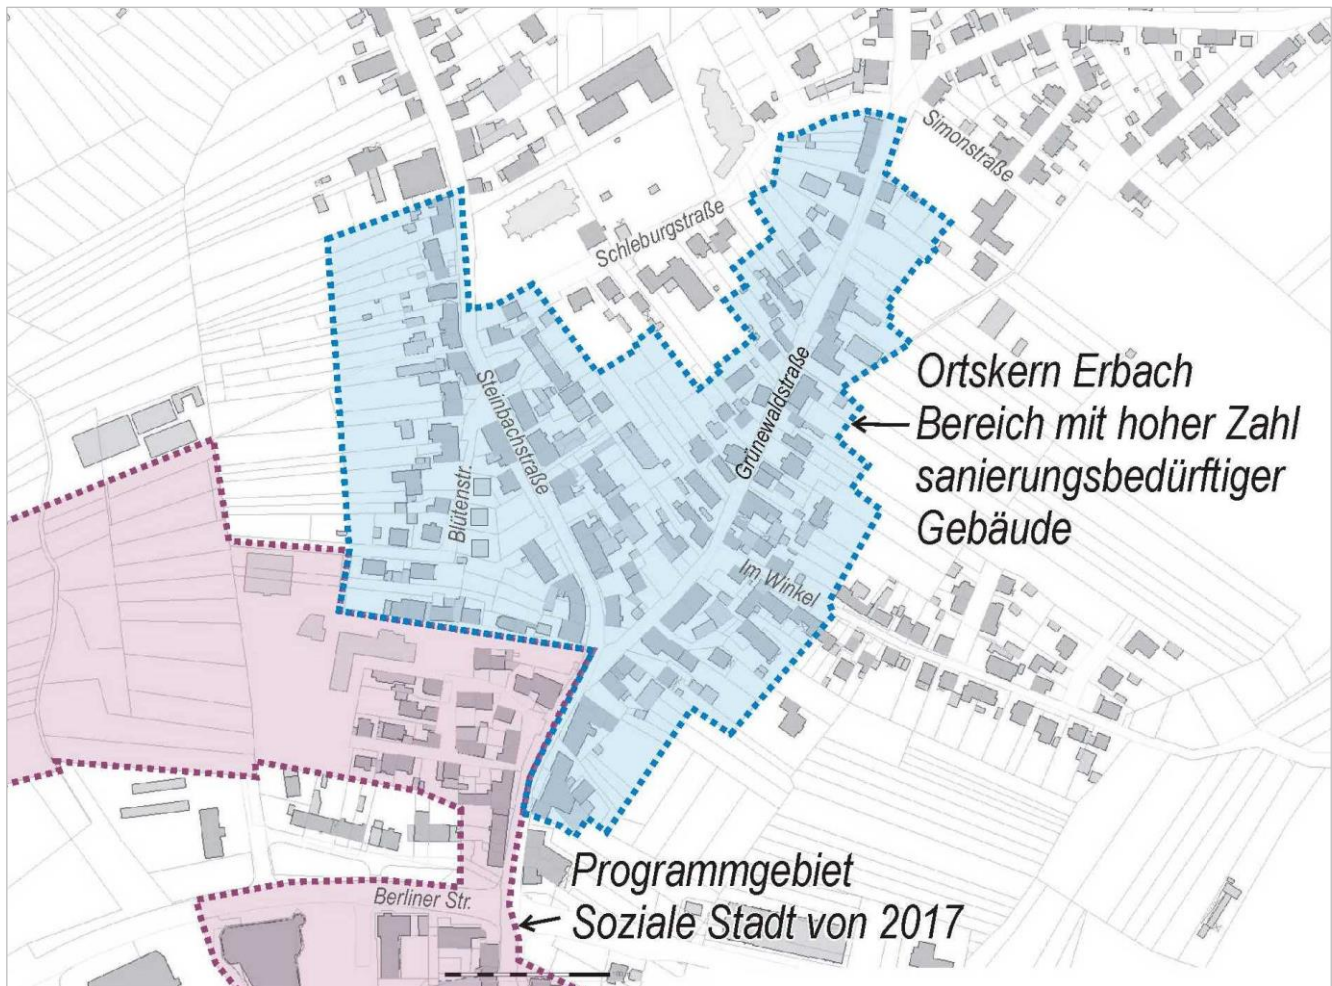 Simonstraße
Schleburgstraße
Steinbachstraße
Grünewaldstraße
Blütenstr.
Im Winkel
Ortskern Erbach
Bereich mit hoher Zahl
sanierungsbedürftiger
Gebäude
Programmgebiet
Soziale Stadt von 2017
Berliner Str.